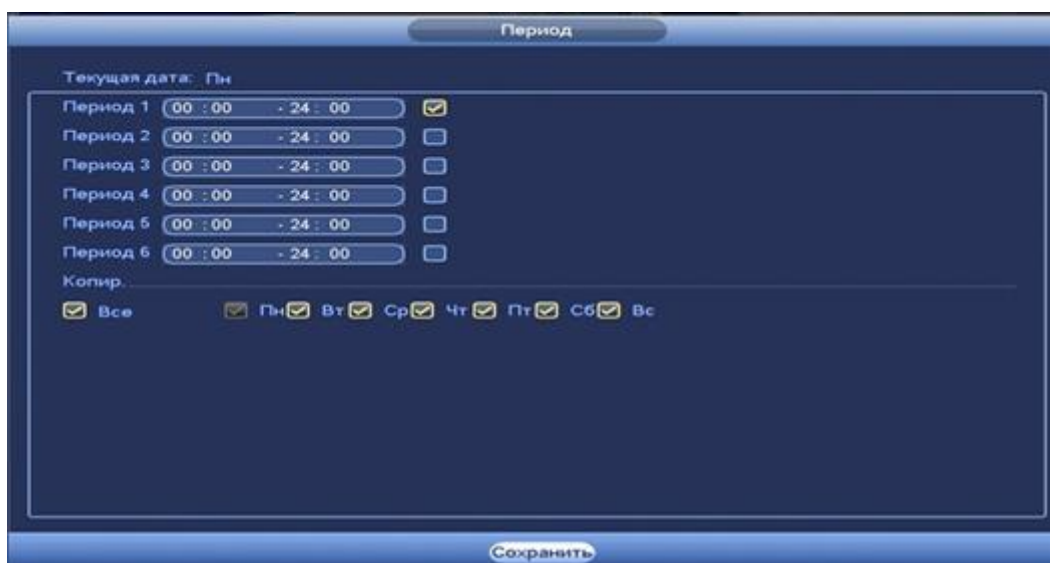 Период
Текущая дата: Пн
Период 1 00 : 00 - 24 : 00
Период 2 00 : 00 - 24 : 00
Период 3 00 : 00 - 24 : 00
Период 4 00 : 00 - 24 : 00
Период 5 00 : 00 - 24 : 00
Период 6 00 : 00 - 24 : 00
Копир.
Все Пн Вт Ср Чт Пт Сб Вс
Сохранить